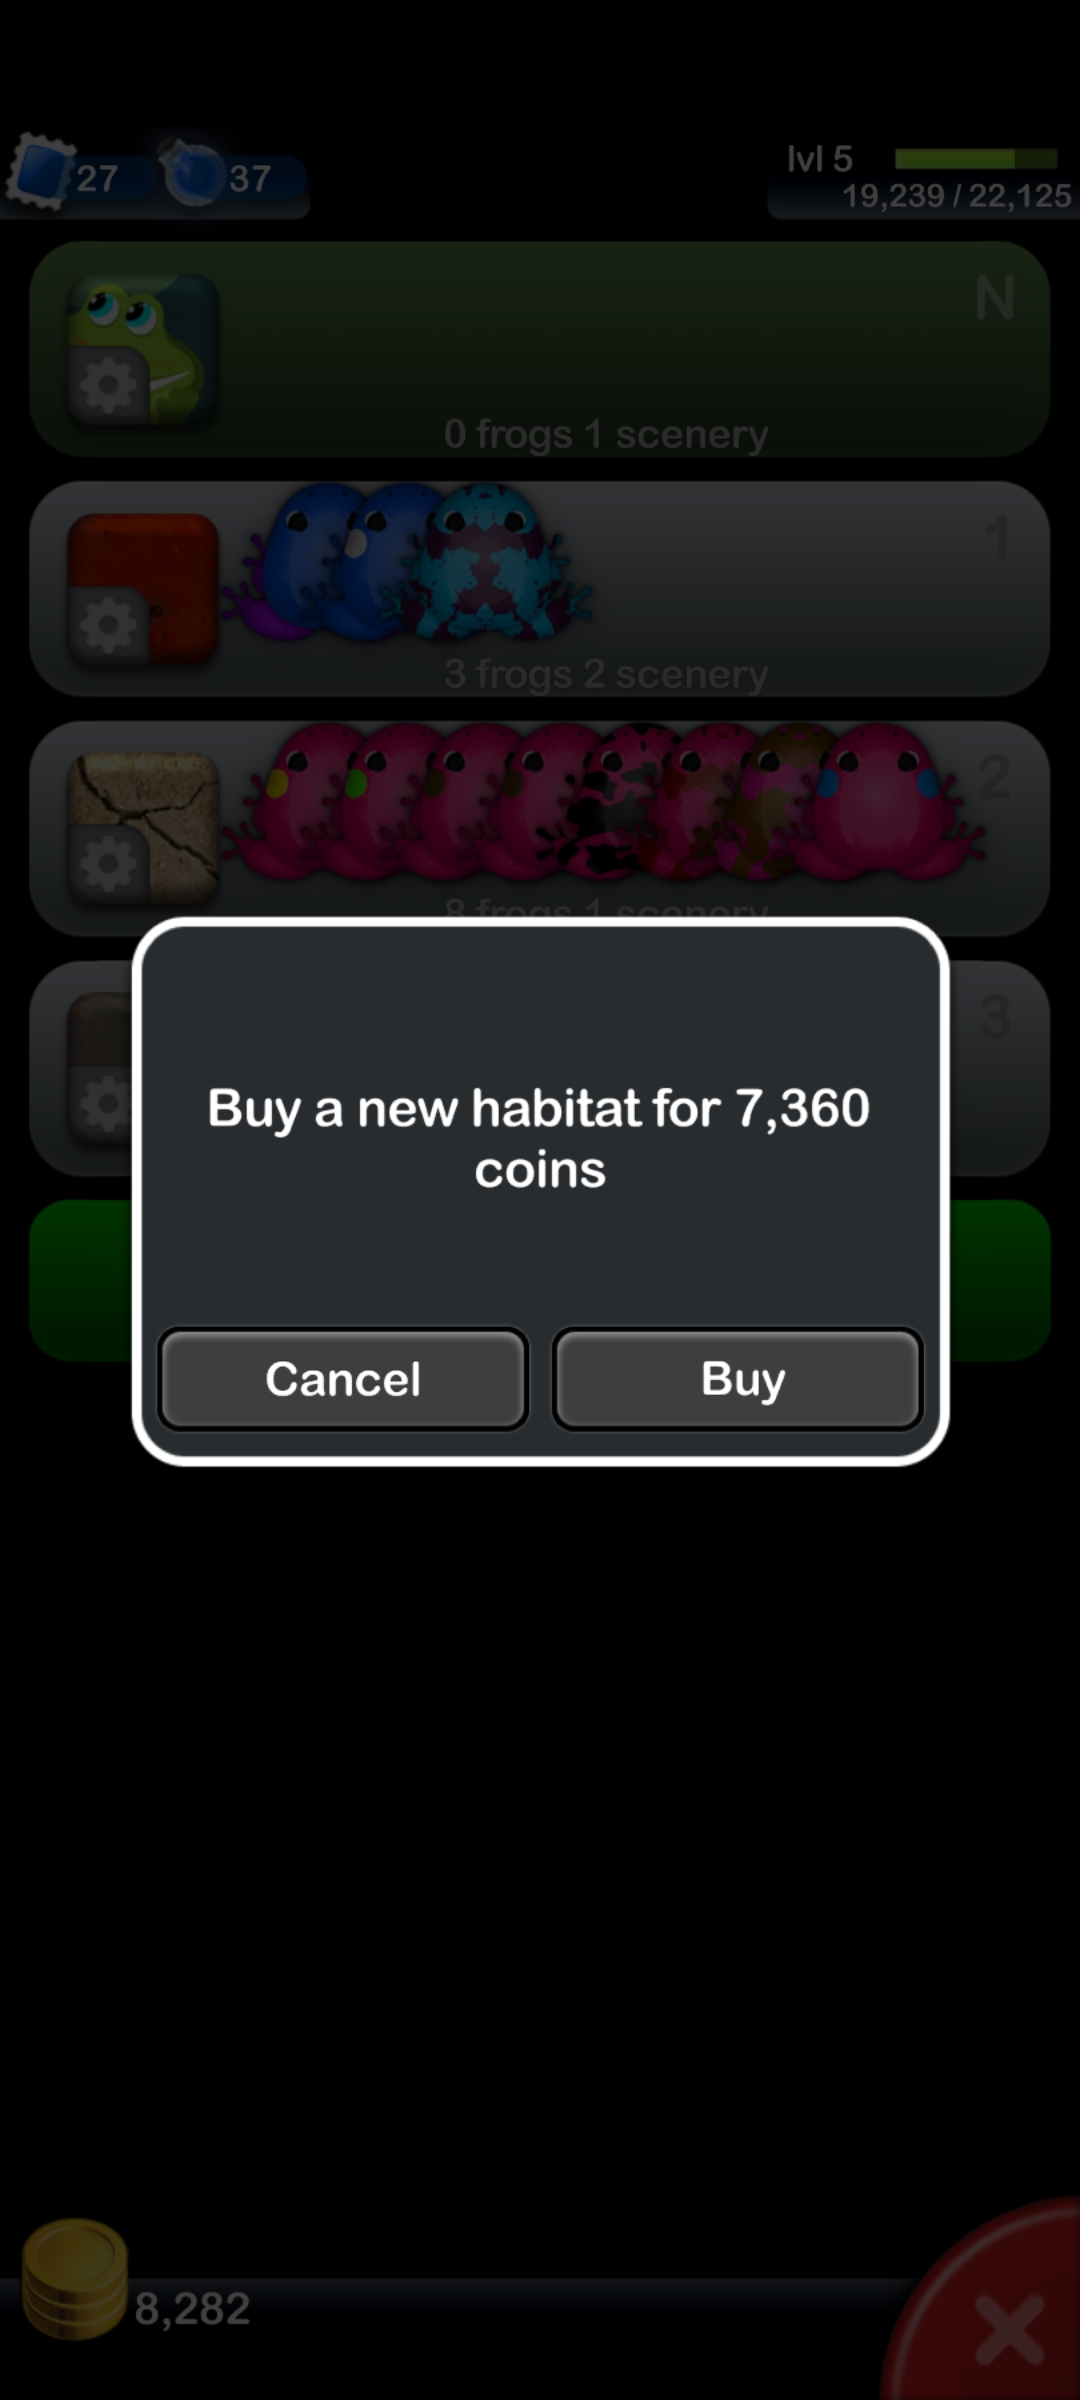 27
37
lvl 5
19,239 / 22,125
N
0 frogs 1 scenery
1
3 frogs 2 scenery
2
8 frogs 1 scenery
3
Buy a new habitat for 7,360
coins
Cancel
Buy
8,282